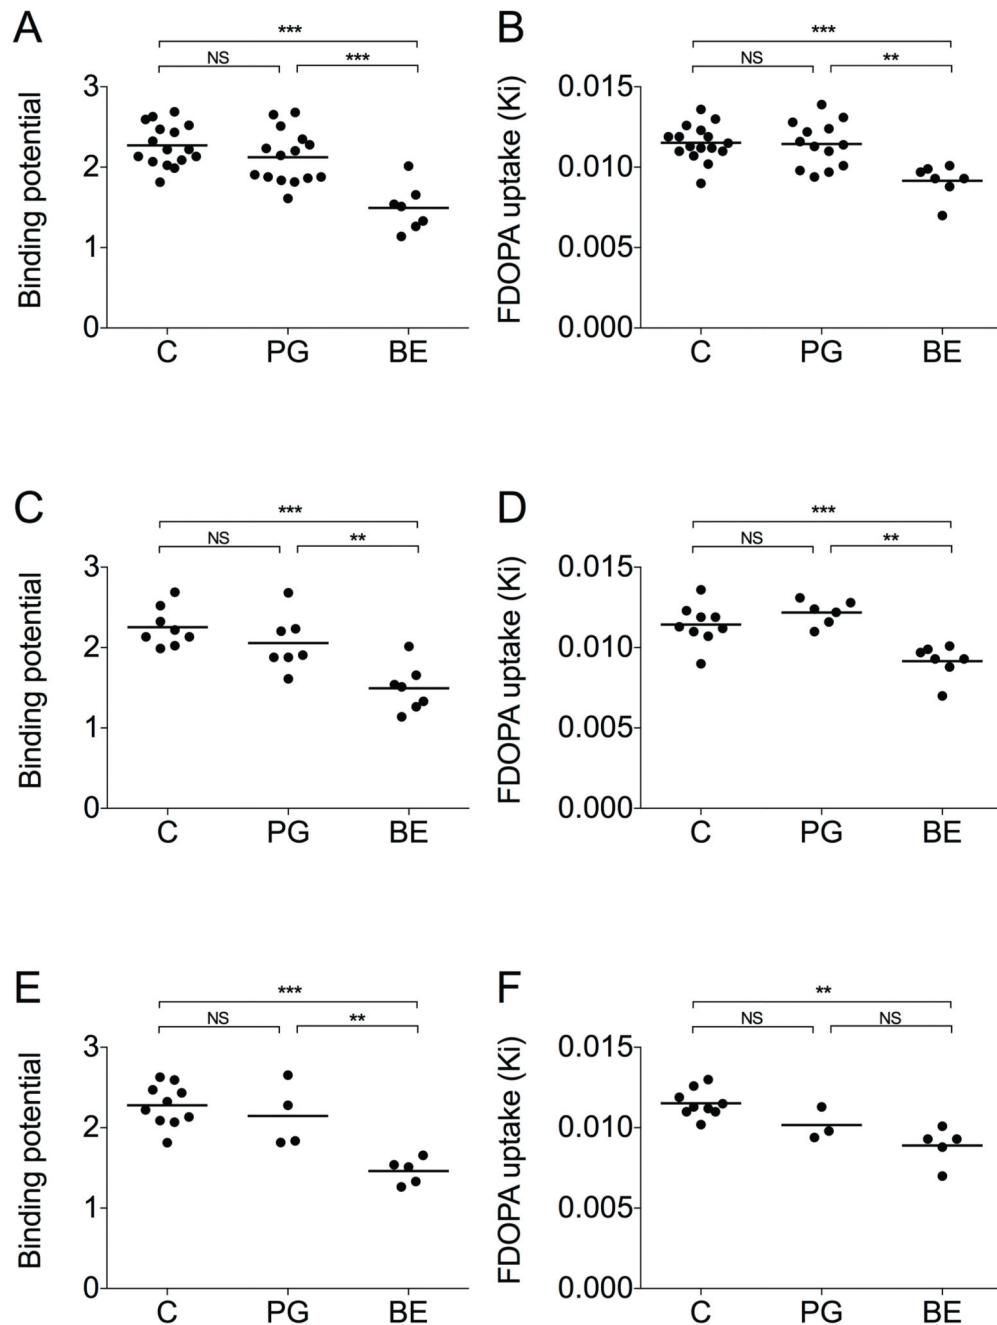 A
***
NS
***
Binding potential
3
2
1
0
C
PG
BE
B
***
NS
**
FDOPA uptake (Ki)
0.015
0.010
0.005
0.000
C
PG
BE
C
***
NS
**
Binding potential
3
2
1
0
C
PG
BE
D
***
NS
**
FDOPA uptake (Ki)
0.015
0.010
0.005
0.000
C
PG
BE
E
***
NS
**
Binding potential
3
2
1
0
C
PG
BE
F
**
NS
NS
FDOPA uptake (Ki)
0.015
0.010
0.005
0.000
C
PG
BE